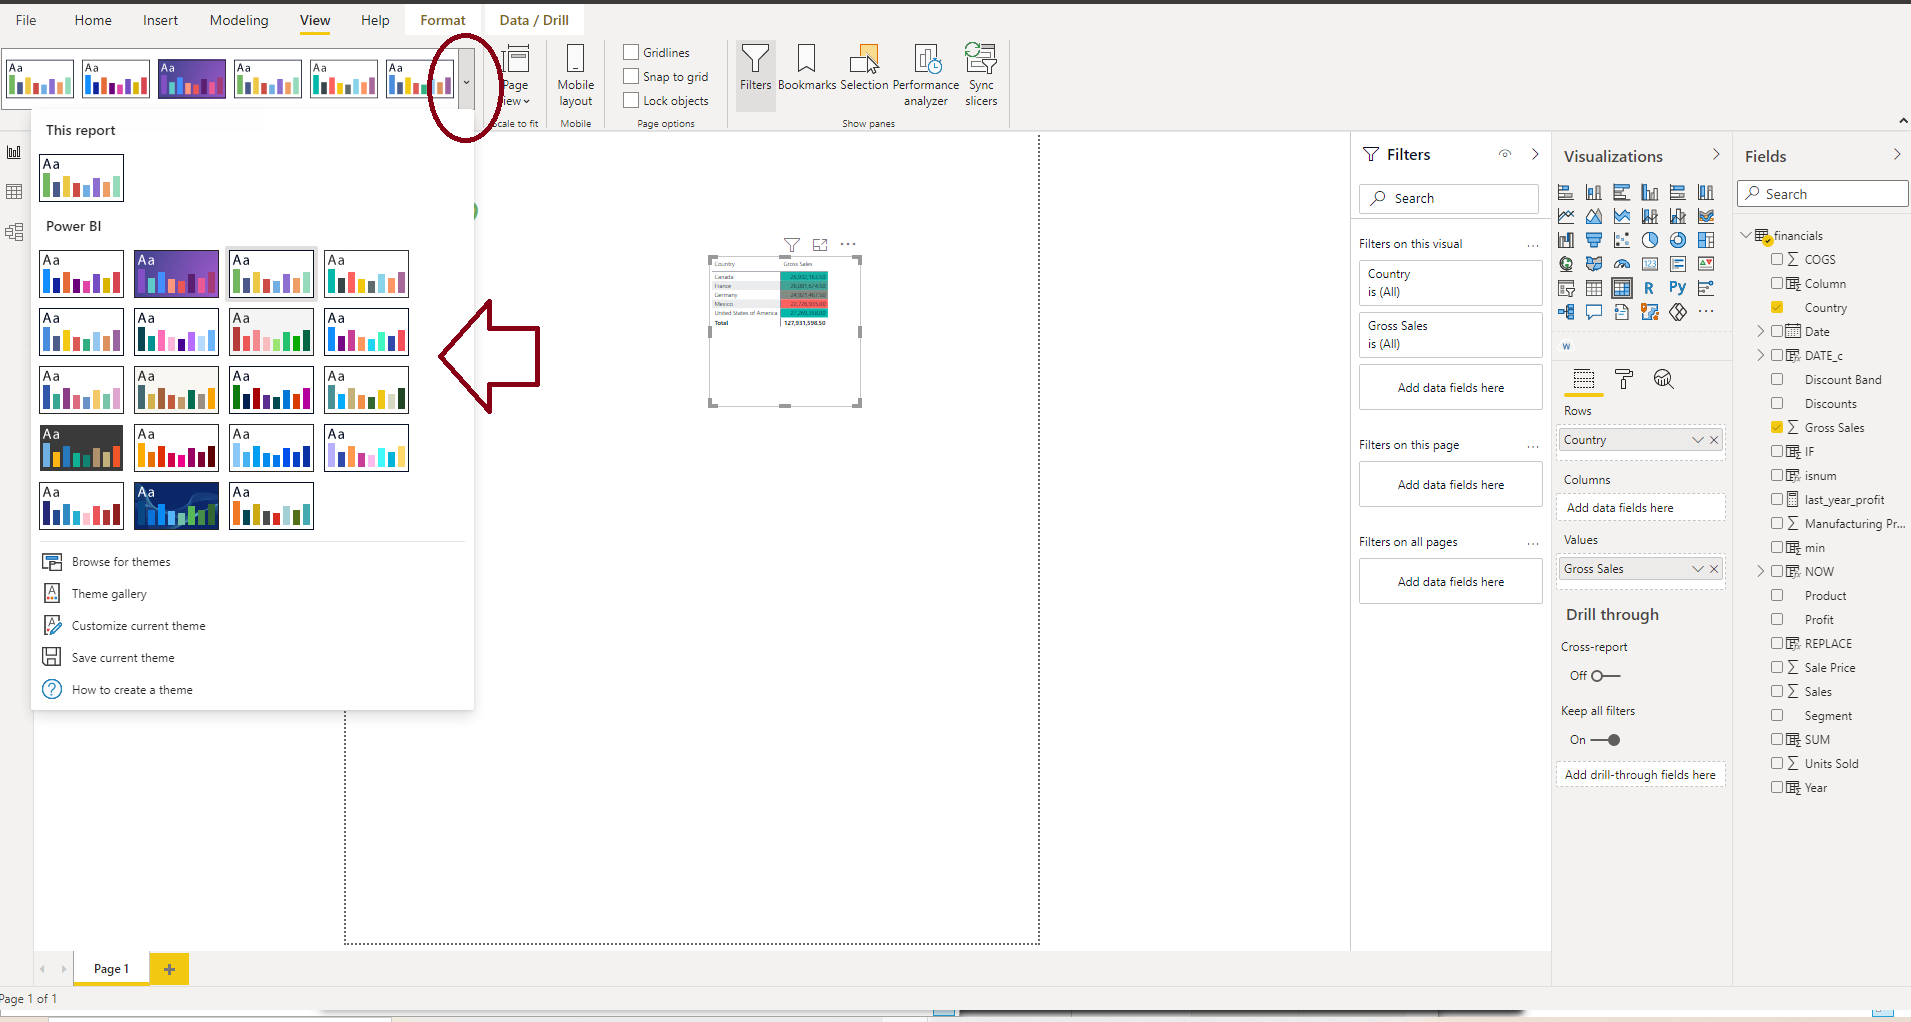 File Home Insert Modeling View Help Format Data / Drill
Aa Aa Aa Aa Aa Aa
Page
view
Scale to fit
Mobile
layout
Mobile
Gridlines
Snap to grid
Lock objects
Page options
Filters Bookmarks Selection Performance
analyzer
Sync
slicers
Show panes
This report
Aa
Power BI
Aa Aa Aa Aa
Aa Aa Aa Aa
Aa Aa Aa Aa
Aa Aa Aa Aa
Aa Aa Aa
Browse for themes
Theme gallery
Customize current theme
Save current theme
How to create a theme
Country Gross Sales
Canada
France
Germany
Mexico
United States of America
Total 127,931,598.50
Filters
Search
Filters on this visual ...
Country
is (All)
Gross Sales
is (All)
Add data fields here
Filters on this page ...
Add data fields here
Filters on all pages ...
Add data fields here
Visualizations
123
R Py
W
Rows
Country
Columns
Add data fields here
Values
Gross Sales
Drill through
Cross-report
Off
Keep all filters
On
Add drill-through fields here
Fields
Search
financials
COGS
Column
Country
Date
DATE_c
Discount Band
Discounts
Gross Sales
IF
isnum
last_year_profit
Manufacturing Pr...
min
NOW
Product
Profit
REPLACE
Sale Price
Sales
Segment
SUM
Units Sold
Year
Page 1 +
Page 1 of 1